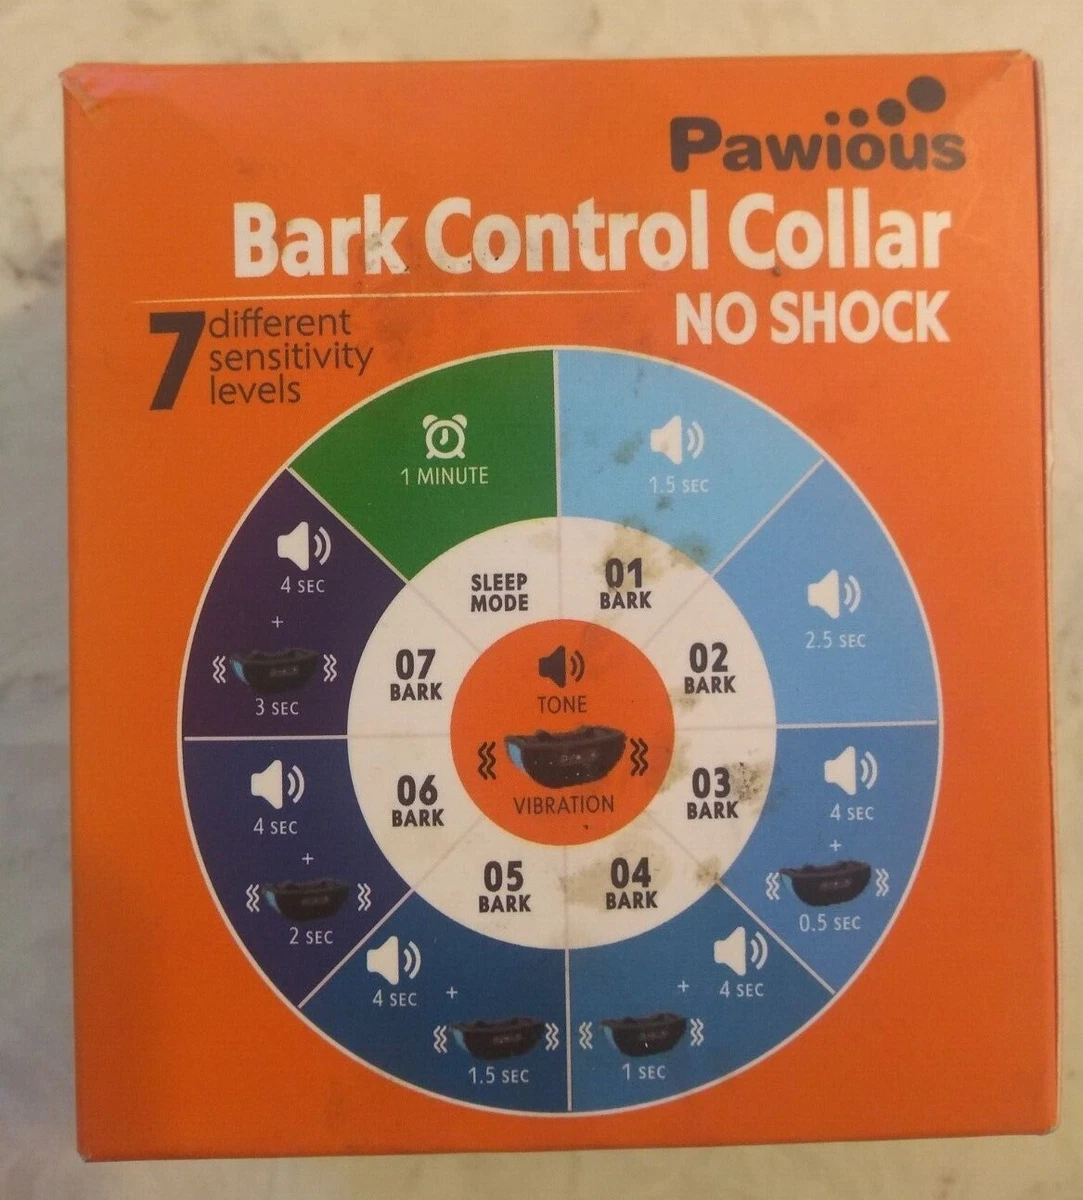 Pawious
Bark Control Collar
NO SHOCK
7 different
sensitivity
levels
1 MINUTE
SLEEP
MODE
1.5 SEC
01
BARK
2.5 SEC
02
BARK
4 SEC
+
0.5 SEC
03
BARK
4 SEC
+
1 SEC
04
BARK
4 SEC
+
1.5 SEC
05
BARK
4 SEC
+
2 SEC
06
BARK
4 SEC
+
3 SEC
07
BARK
TONE
VIBRATION